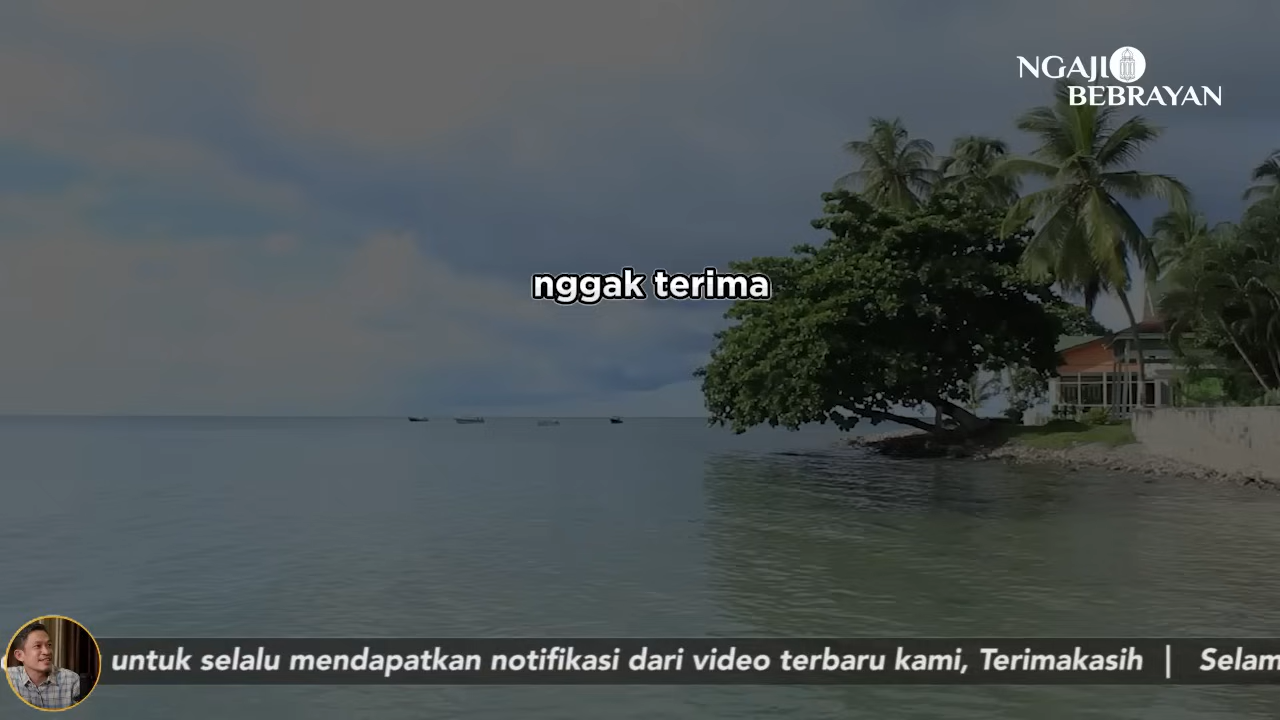 NGAJI
BEBRAYAN
nggak terima
untuk selalu mendapatkan notifikasi dari video terbaru kami, Terimakasih | Selam